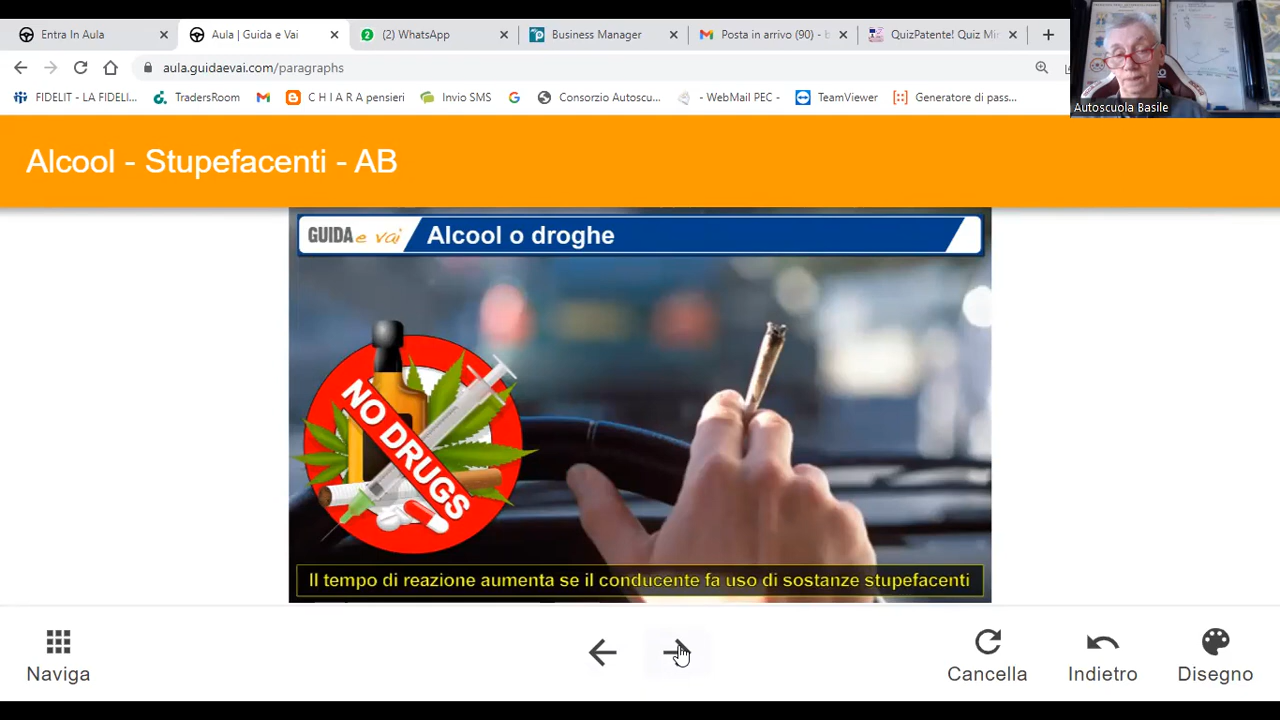 Entra In Aula
Aula | Guida e Vai
(2) WhatsApp
Business Manager
Posta in arrivo (90) - b
QuizPatente! Quiz Min
aula.guidaevai.com/paragraphs
FIDELIT - LA FIDELI...
TradersRoom
C H I A R A pensieri
Invio SMS
Consorzio Autoscu...
- WebMail PEC -
TeamViewer
Generatore di pass...
Autoscuola Basile
Alcool - Stupefacenti - AB
GUIDA e vai
Alcool o droghe
NO DRUGS
Il tempo di reazione aumenta se il conducente fa uso di sostanze stupefacenti
Naviga
Cancella
Indietro
Disegno